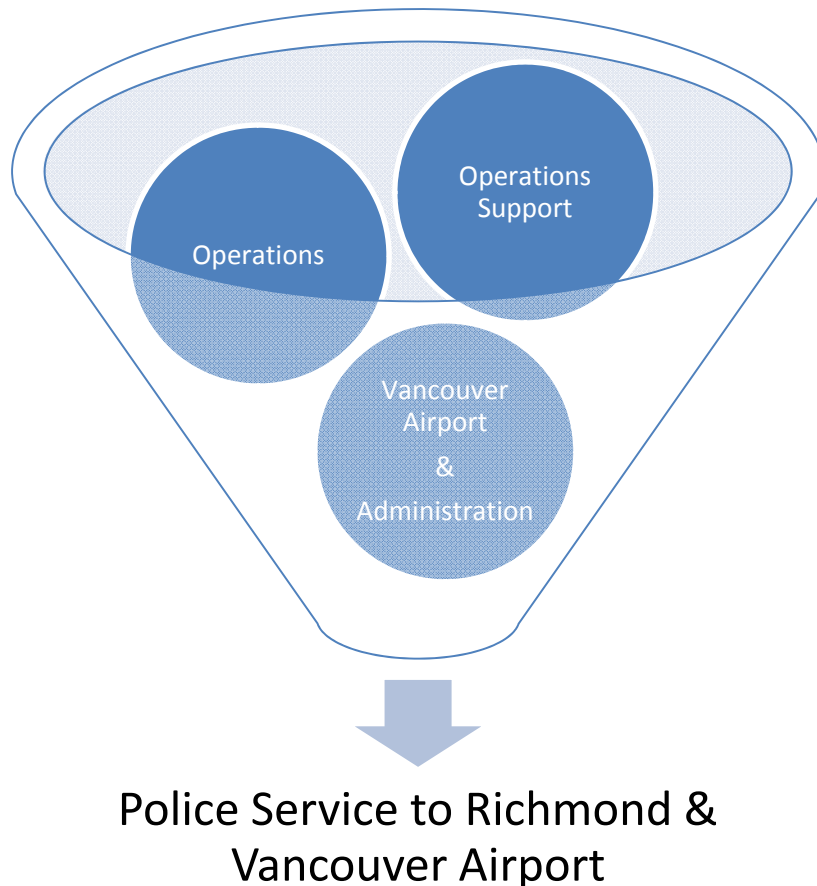 Operations
Support
Operations
Vancouver
Airport
&
Administration
Police Service to Richmond &
Vancouver Airport